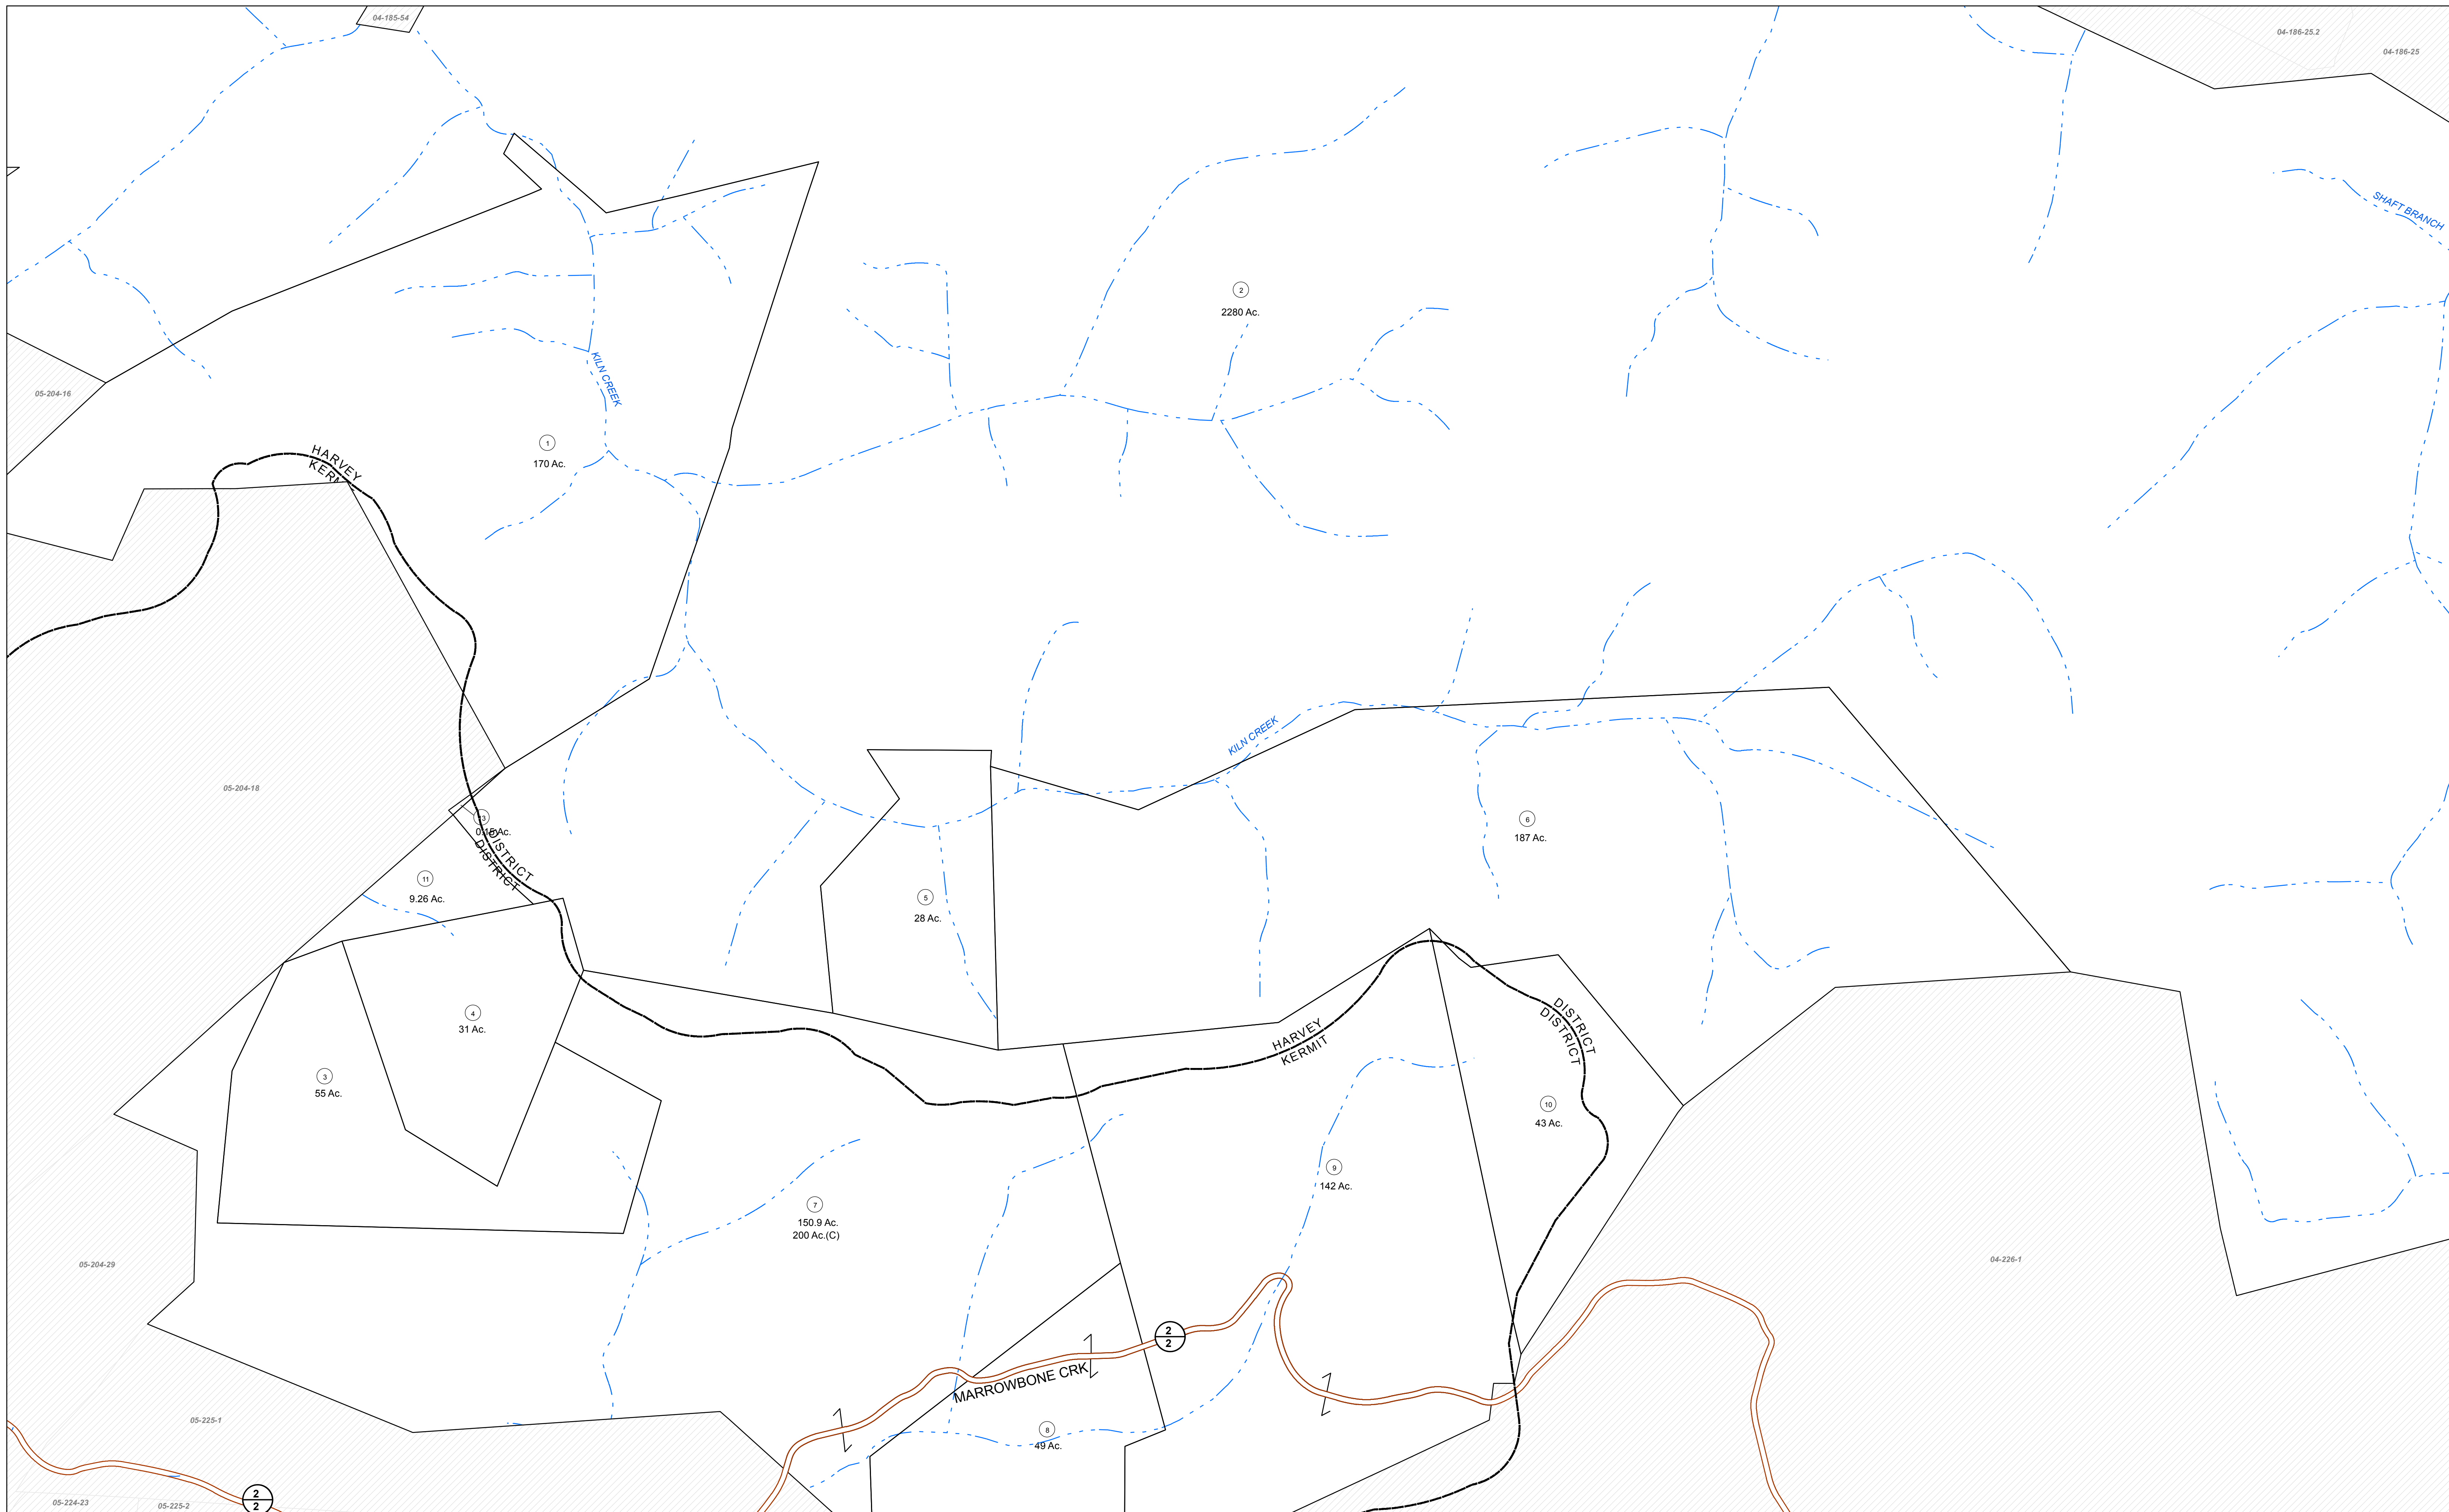 04-185-54
04-186-25.2
04-186-25
SHAFT BRANCH
2
2280 Ac.
KILN CREEK
05-204-16
1
170 Ac.
HARVEY
KILN CREEK
05-204-18
0.15 Ac.
DISTRICT
DISTRICT
6
187 Ac.
11
9.26 Ac.
5
28 Ac.
4
31 Ac.
DISTRICT
DISTRICT
HARVEY
KERMIT
3
55 Ac.
10
43 Ac.
9
142 Ac.
7
150.9 Ac.
200 Ac.(C)
05-204-29
04-226-1
2
2
MARROWBONE CRK
05-225-1
8
49 Ac.
2
2
05-224-23
05-225-2